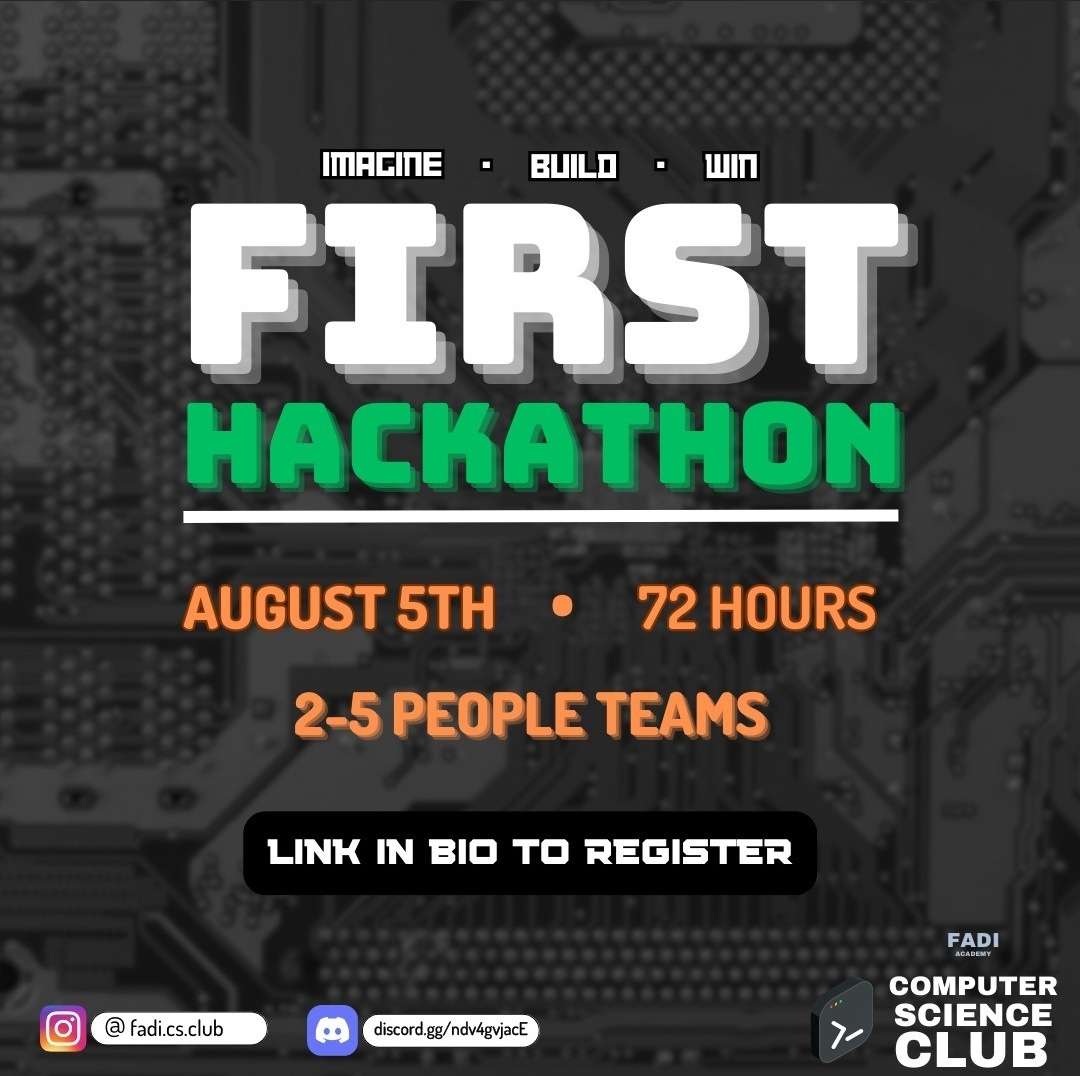 IMAGINE · BUILD · WIN
FIRST
HACKATHON
AUGUST 5TH • 72 HOURS
2-5 PEOPLE TEAMS
LINK IN BIO TO REGISTER
FADI
ACADEMY
COMPUTER
SCIENCE
CLUB
@fadi.cs.club
discord.gg/ndv4gvjacE